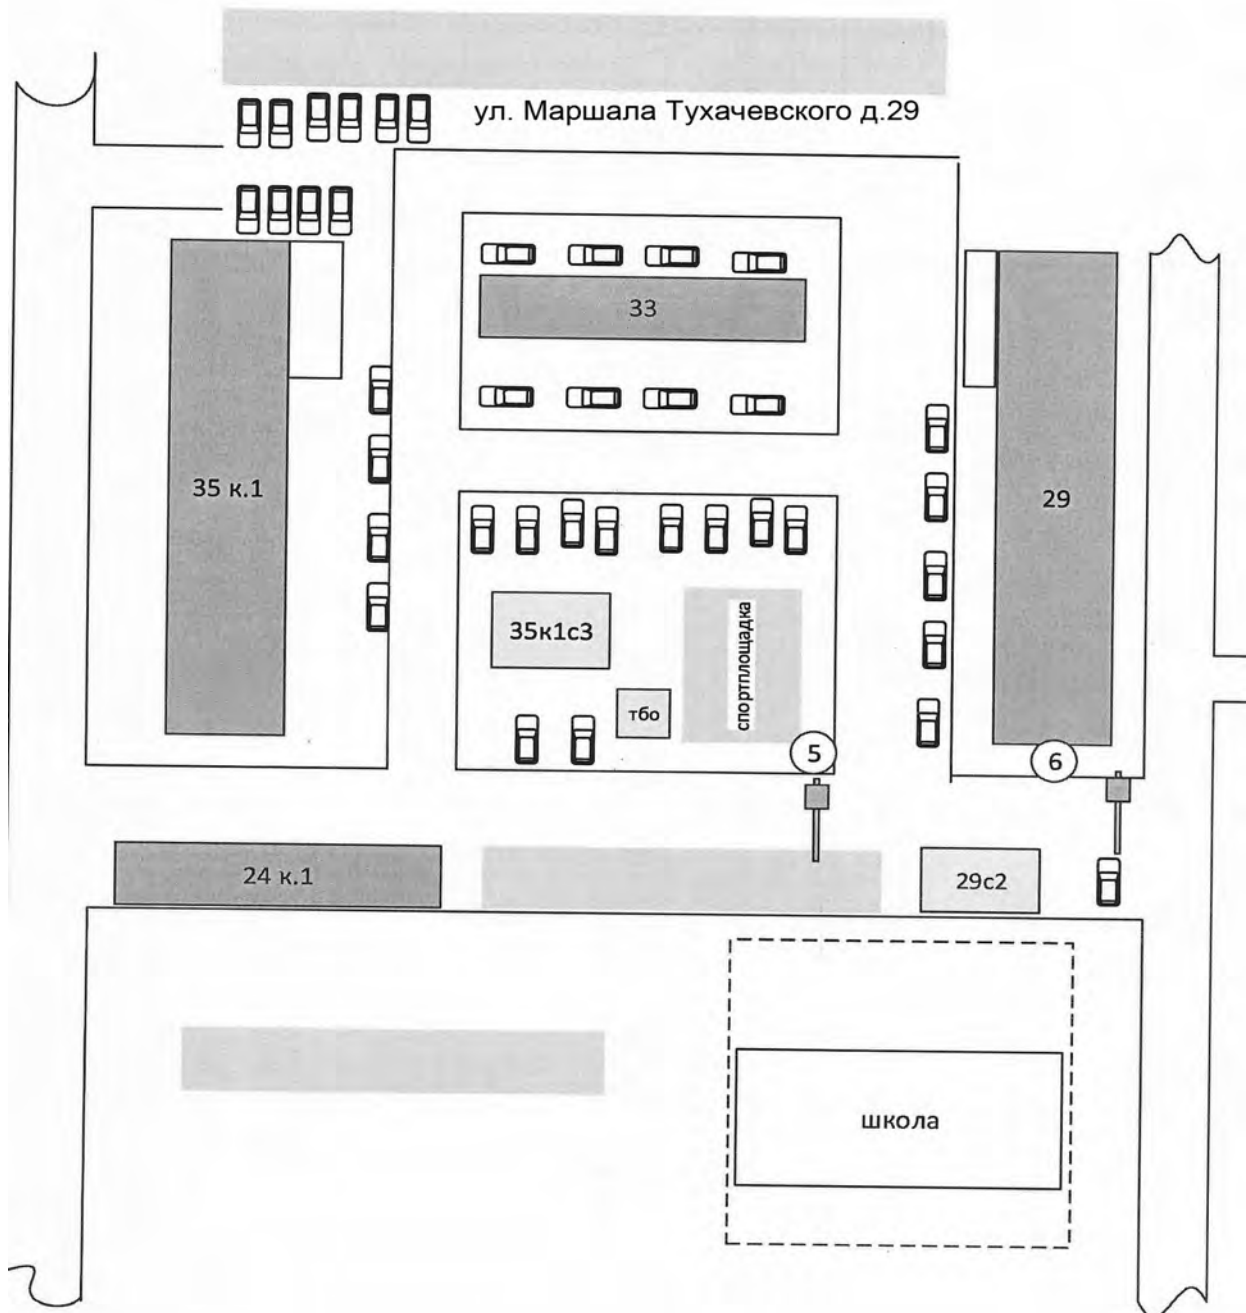 ул. Маршала Тухачевского д.29
33
35 к.1
29
35к1с3
спортплощадка
тбо
5
6
24 к.1
29с2
школа